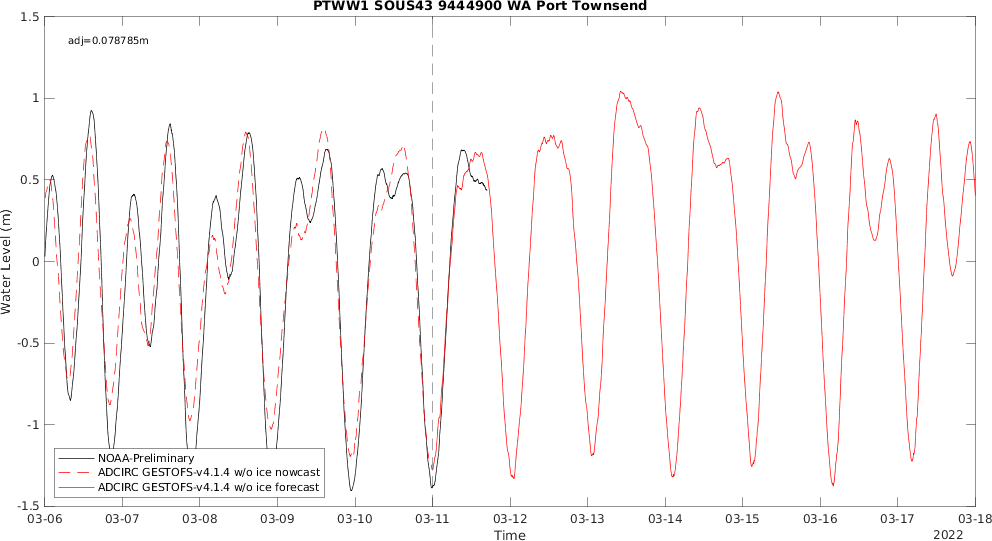 PTWW1 SOUS43 9444900 WA Port Townsend
1.5
adj=0.078785m
1
0.5
0
-0.5
-1
-1.5
Water Level (m)
NOAA-Preliminary
ADCIRC GESTOFS-v4.1.4 w/o ice nowcast
ADCIRC GESTOFS-v4.1.4 w/o ice forecast
03-06 03-07 03-08 03-09 03-10 03-11 03-12 03-13 03-14 03-15 03-16 03-17 03-18
Time
2022